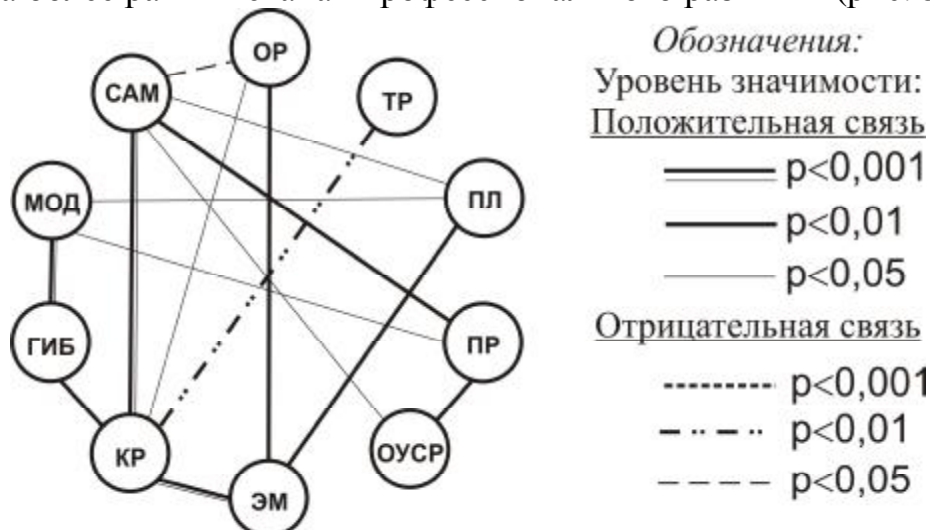 ОР
САМ
ТР
МОД
ПЛ
ГИБ
ПР
КР
ОУСР
ЭМ
Обозначения:
Уровень значимости:
Положительная связь
p<0,001
p<0,01
p<0,05
Отрицательная связь
p<0,001
p<0,01
p<0,05